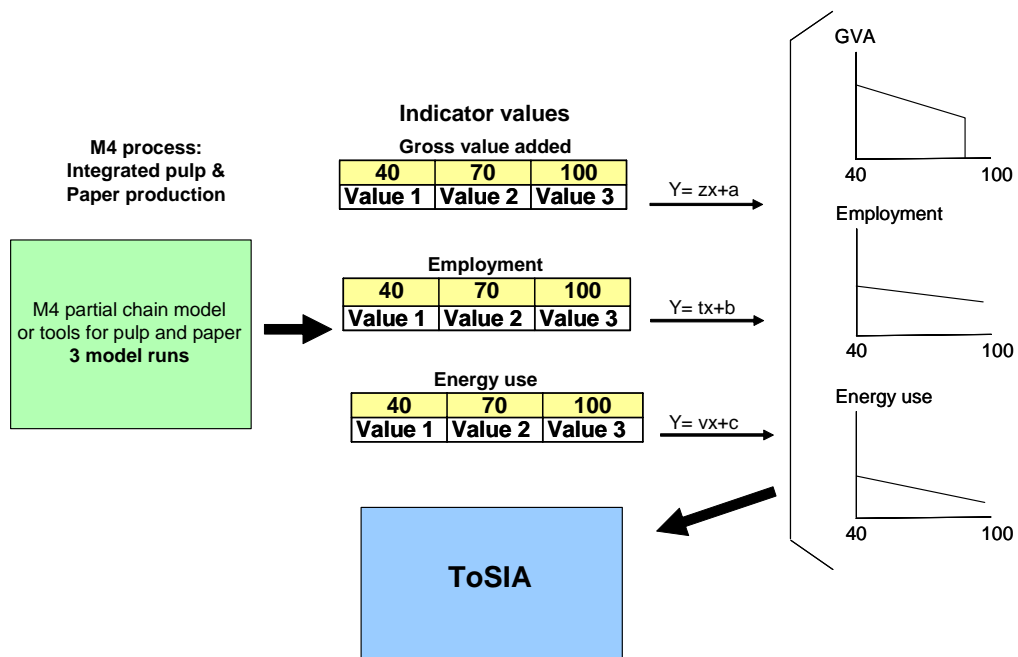 M4 process:
Integrated pulp &
Paper production
M4 partial chain model
or tools for pulp and paper
3 model runs
Indicator values
Gross value added
40 70 100
Value 1 Value 2 Value 3
Y= zx+a
Employment
40 70 100
Value 1 Value 2 Value 3
Y= tx+b
Energy use
40 70 100
Value 1 Value 2 Value 3
Y= vx+c
GVA
40 100
Employment
40 100
Energy use
40 100
ToSIA